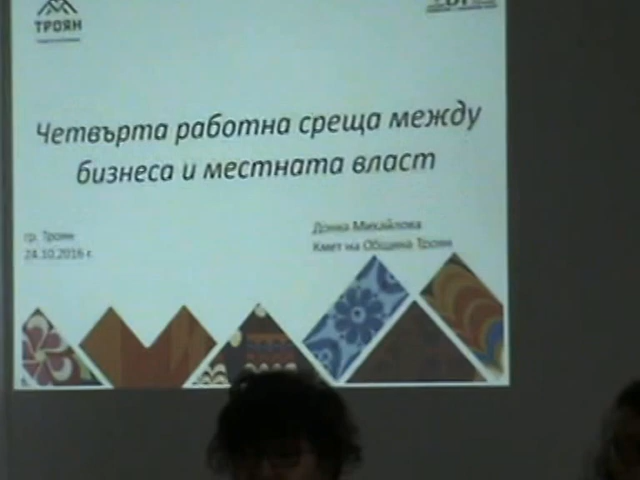 ТРОЯН
Четвърта работна среща между
бизнеса и местната власт
гр. Троян
24.10.2016 г.
Донка Михайлова
Кмет на Община Троян